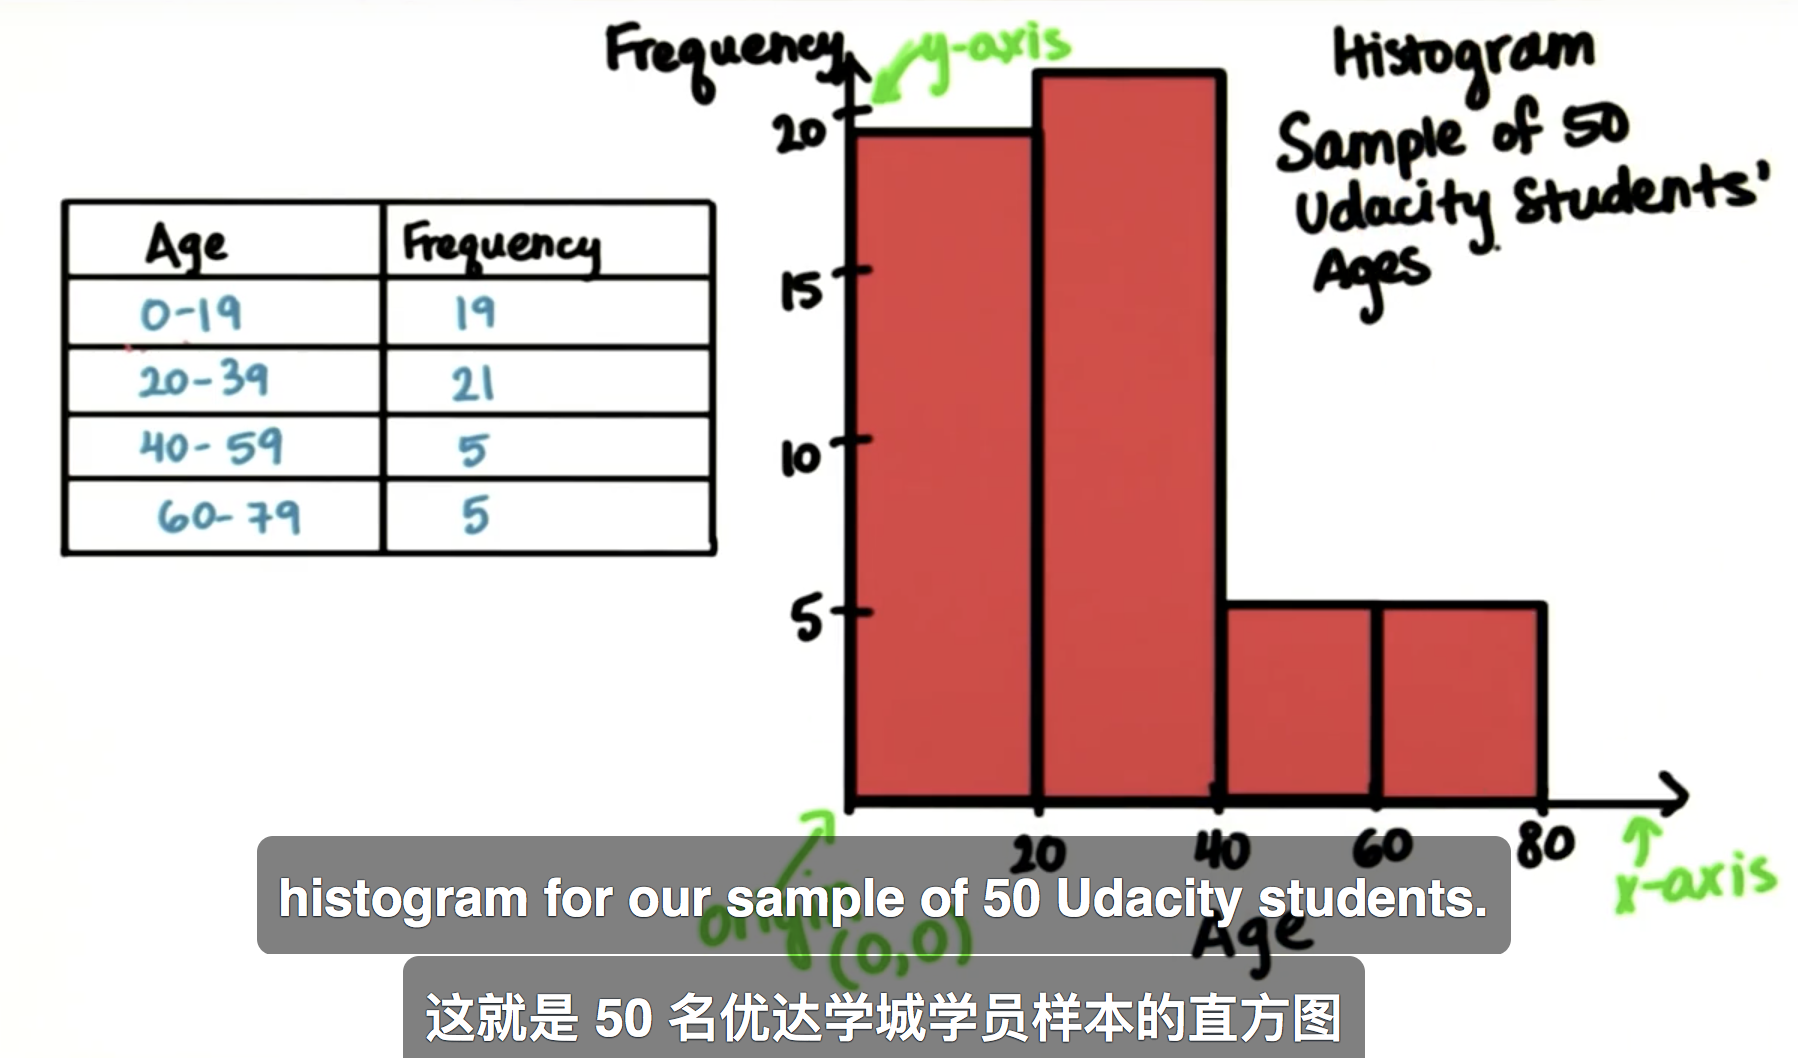 Frequency
y-axis
Histogram
Sample of 50
Udacity Students'
Ages
Age Frequency
0-19 19
20-39 21
40-59 5
60-79 5
20
15
10
5
20 40 60 80
x-axis
Age
origin
(0,0)
histogram for our sample of 50 Udacity students.
这就是 50 名优达学城学员样本的直方图